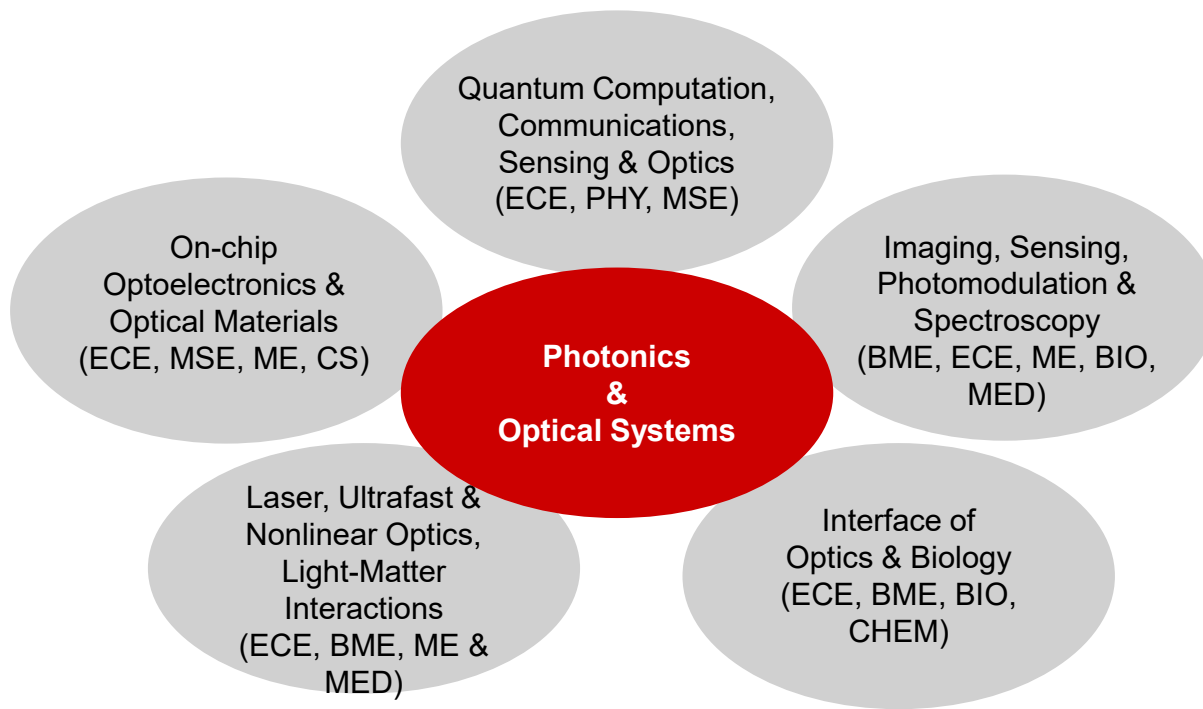 Quantum Computation,
Communications,
Sensing & Optics
(ECE, PHY, MSE)
On-chip
Optoelectronics &
Optical Materials
(ECE, MSE, ME, CS)
Imaging, Sensing,
Photomodulation &
Spectroscopy
(BME, ECE, ME, BIO,
MED)
Photonics
&
Optical Systems
Laser, Ultrafast &
Nonlinear Optics,
Light-Matter
Interactions
(ECE, BME, ME &
MED)
Interface of
Optics & Biology
(ECE, BME, BIO,
CHEM)